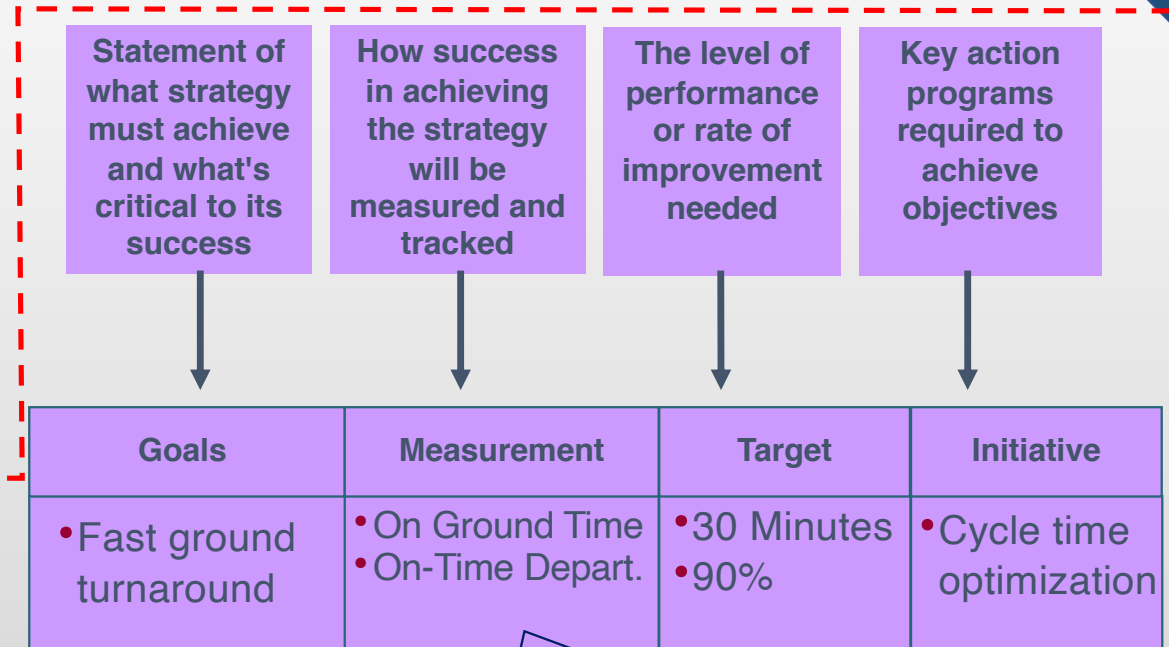 Statement of
what strategy
must achieve
and what's
critical to its
success
How success
in achieving
the strategy
will be
measured and
tracked
The level of
performance
or rate of
improvement
needed
Key action
programs
required to
achieve
objectives
Goals
Measurement
Target
Initiative
•Fast ground
turnaround
•On Ground Time
•On-Time Depart.
•30 Minutes
•90%
•Cycle time
optimization